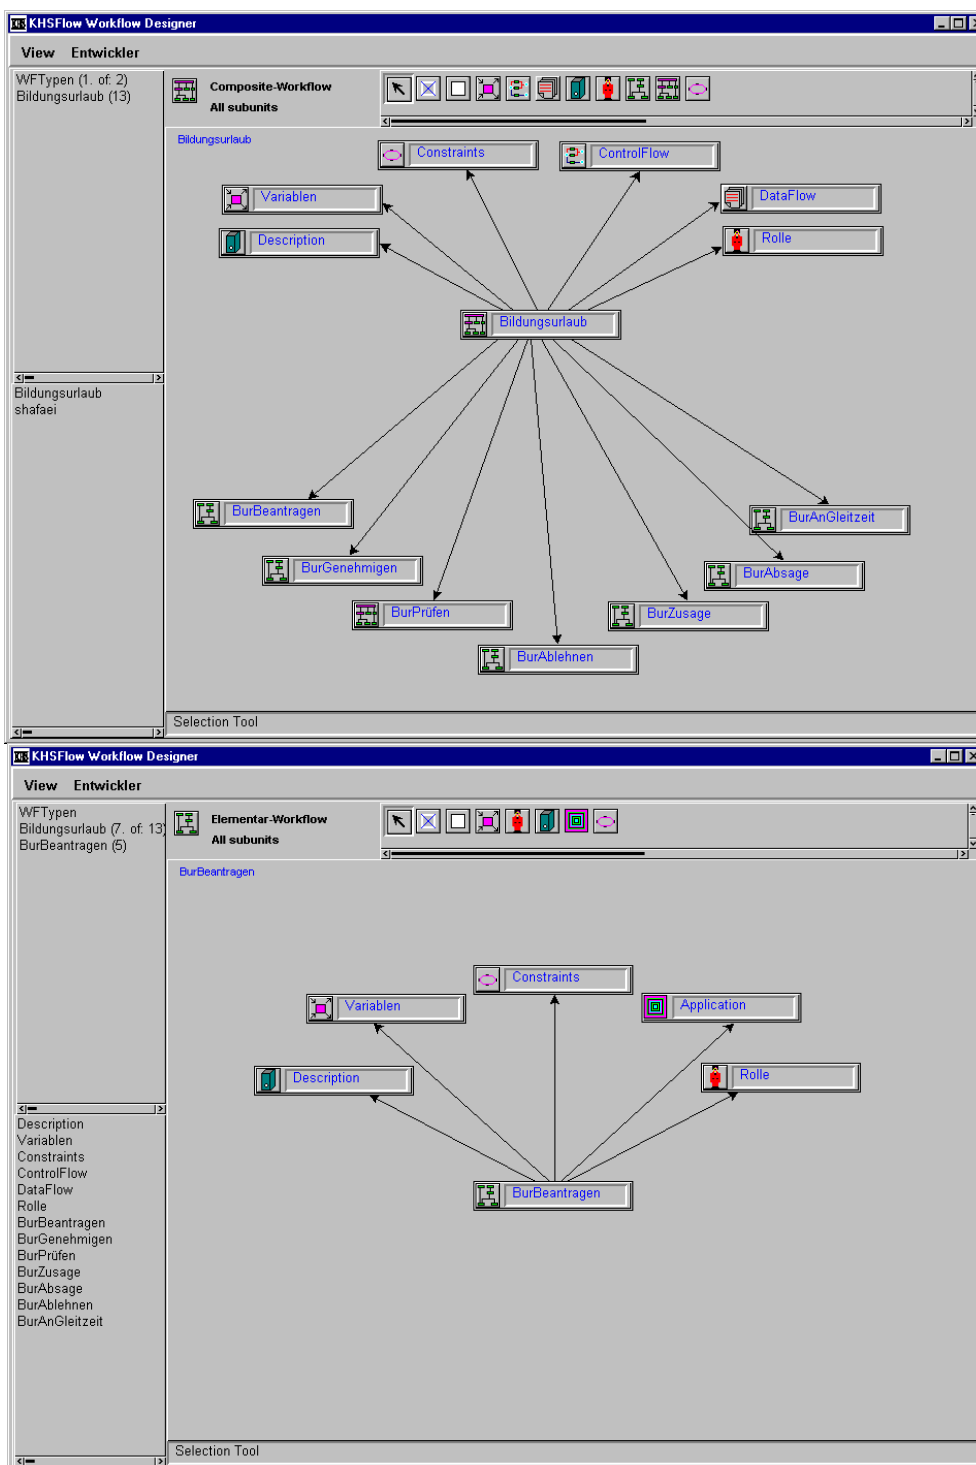 KHSFlow Workflow Designer
View Entwickler
WFTypen (1. of: 2)
Bildungsurlaub (13)
Composite-Workflow
All subunits
Bildungsurlaub
Constraints
ControlFlow
Variablen
DataFlow
Description
Rolle
Bildungsurlaub
Bildungsurlaub
shafaei
BurBeantragen
BurAnGleitzeit
BurGenehmigen
BurAbsage
BurPrüfen
BurZusage
BurAblehnen
Selection Tool
KHSFlow Workflow Designer
View Entwickler
WFTypen
Bildungsurlaub (7. of: 13)
BurBeantragen (5)
Elementar-Workflow
All subunits
BurBeantragen
Constraints
Variablen
Application
Description
Rolle
BurBeantragen
Description
Variablen
Constraints
ControlFlow
DataFlow
Rolle
BurBeantragen
BurGenehmigen
BurPrüfen
BurZusage
BurAbsage
BurAblehnen
BurAnGleitzeit
Selection Tool